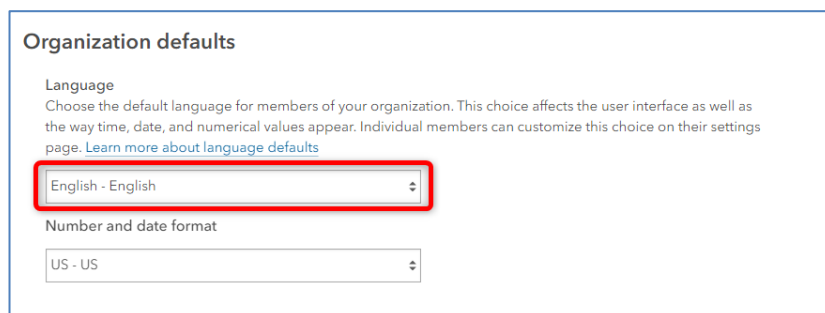 Organization defaults
Language
Choose the default language for members of your organization. This choice affects the user interface as well as
the way time, date, and numerical values appear. Individual members can customize this choice on their settings
page. Learn more about language defaults
English - English
Number and date format
US - US